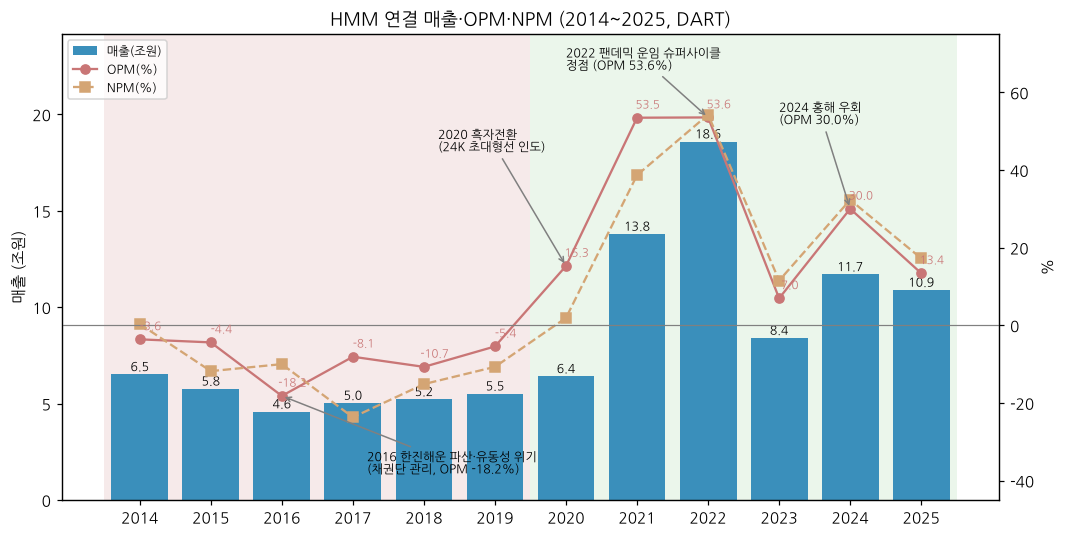 HMM 연결 매출·OPM·NPM (2014~2025, DART)
매출(조원)
OPM(%)
NPM(%)
2022 팬데믹 운임 슈퍼사이클
정점 (OPM 53.6%)
2020 흑자전환
(24K 초대형선 인도)
2024 홍해 우회
(OPM 30.0%)
2016 한진해운 파산·유동성 위기
(채권단 관리, OPM -18.2%)
53.5
53.6
15.3
30.0
7.0
13.4
-3.6
-4.4
-18.2
-8.1
-10.7
-5.4
6.5
5.8
4.6
5.0
5.2
5.5
6.4
13.8
18.6
8.4
11.7
10.9
매출 (조원)
20
15
10
5
0
%
60
40
20
0
-20
-40
2014 2015 2016 2017 2018 2019 2020 2021 2022 2023 2024 2025